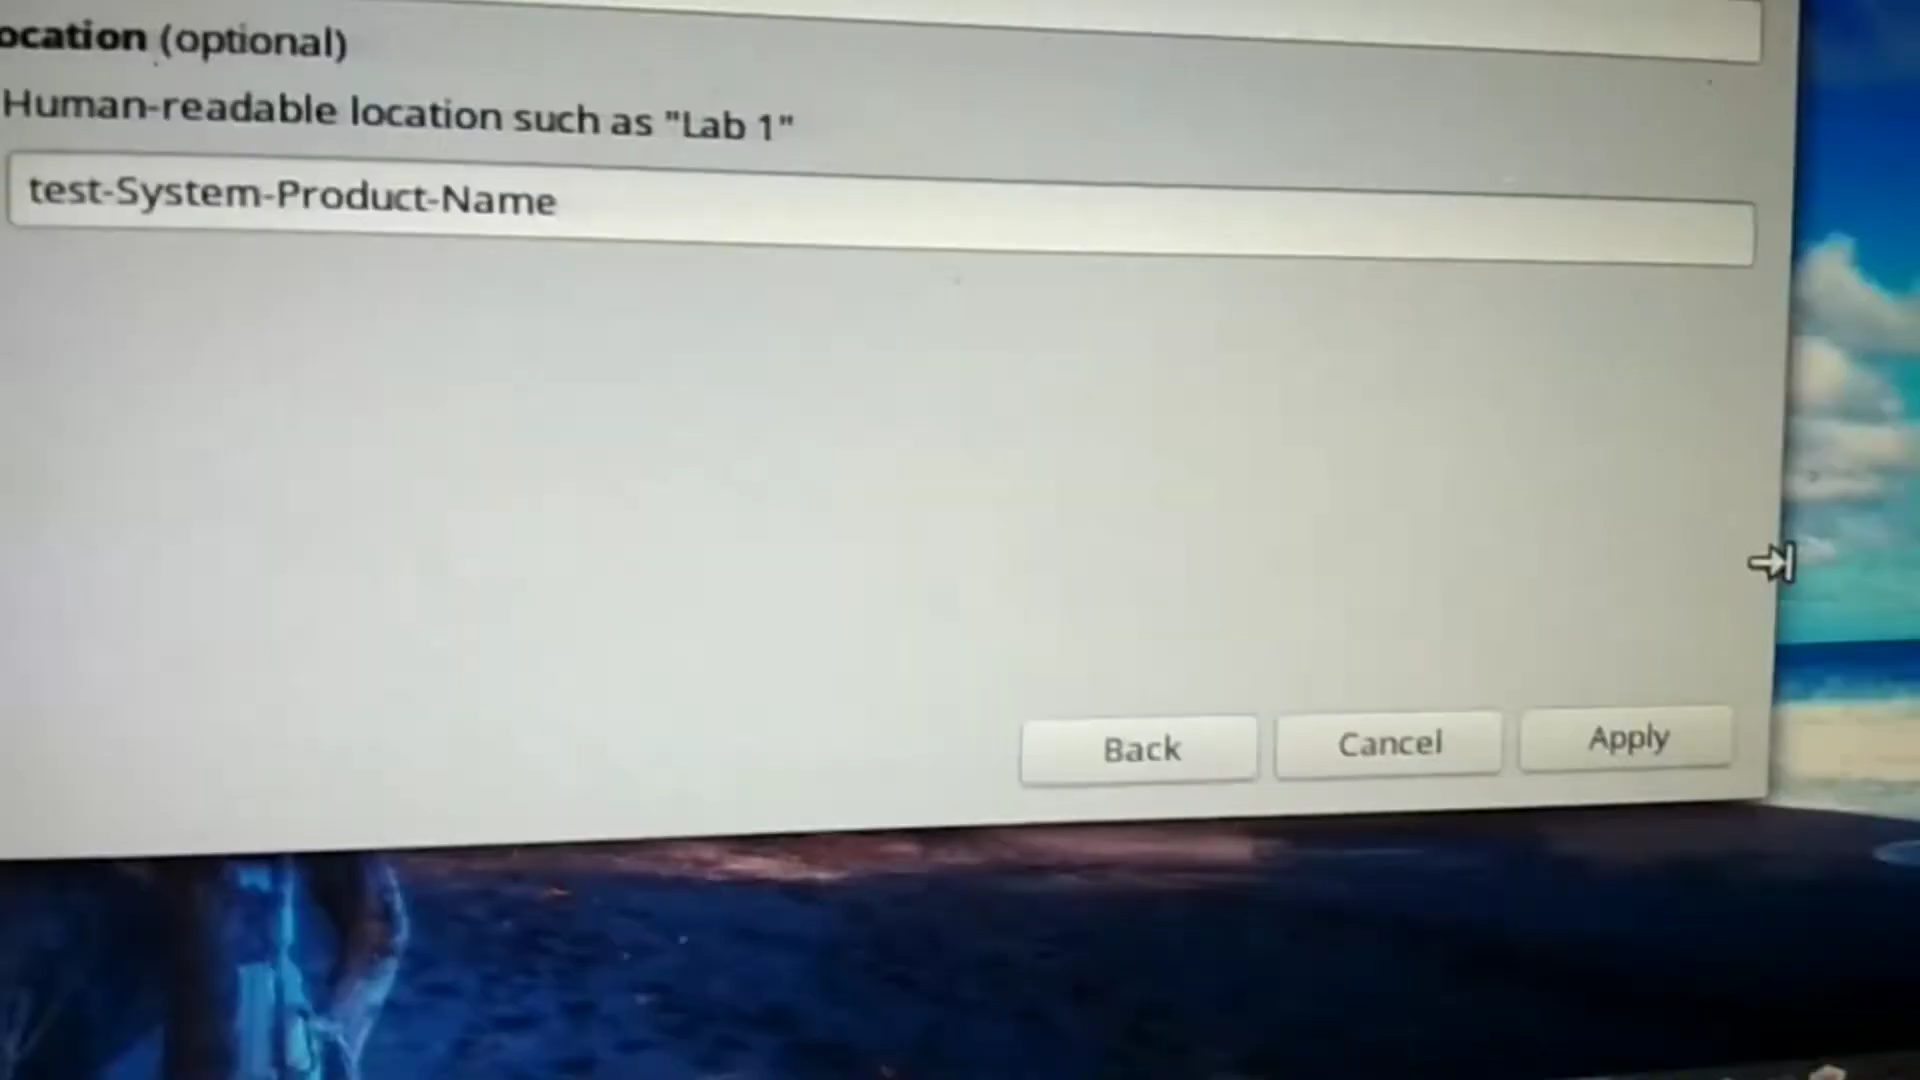 ocation (optional)
Human-readable location such as "Lab 1"
test-System-Product-Name
Back
Cancel
Apply